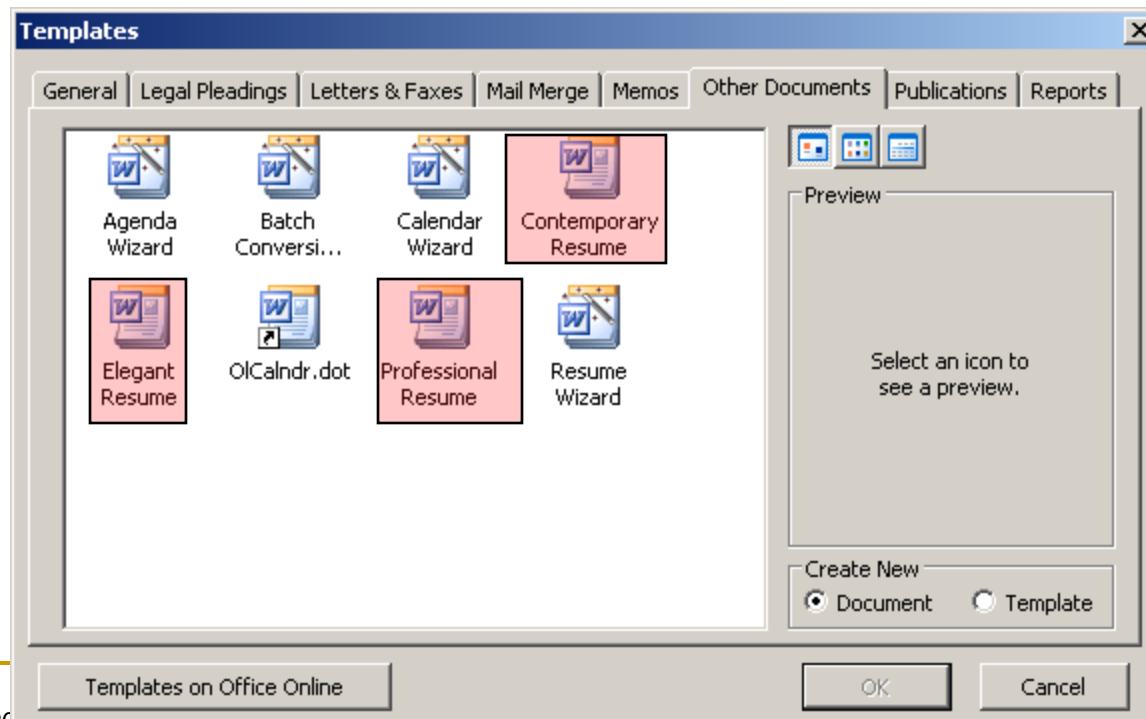 Templates
General Legal Pleadings Letters & Faxes Mail Merge Memos Other Documents Publications Reports
Agenda Wizard
Batch Conversi...
Calendar Wizard
Contemporary Resume
Elegant Resume
OlCalndr.dot
Professional Resume
Resume Wizard
Preview
Select an icon to
see a preview.
Create New
Document Template
Templates on Office Online
OK Cancel